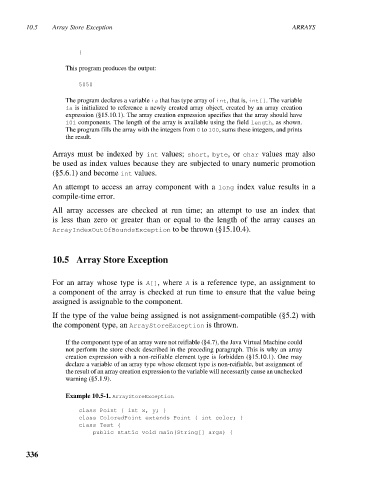 10.5 Array Store Exception ARRAYS
}
This program produces the output:
5050
The program declares a variable ia that has type array of int, that is, int[]. The variable
ia is initialized to reference a newly created array object, created by an array creation
expression (§15.10.1). The array creation expression specifies that the array should have
101 components. The length of the array is available using the field length, as shown.
The program fills the array with the integers from 0 to 100, sums these integers, and prints
the result.
Arrays must be indexed by int values; short, byte, or char values may also
be used as index values because they are subjected to unary numeric promotion
(§5.6.1) and become int values.
An attempt to access an array component with a long index value results in a
compile-time error.
All array accesses are checked at run time; an attempt to use an index that
is less than zero or greater than or equal to the length of the array causes an
ArrayIndexOutOfBoundsException to be thrown (§15.10.4).
10.5 Array Store Exception
For an array whose type is A[], where A is a reference type, an assignment to
a component of the array is checked at run time to ensure that the value being
assigned is assignable to the component.
If the type of the value being assigned is not assignment-compatible (§5.2) with
the component type, an ArrayStoreException is thrown.
If the component type of an array were not reifiable (§4.7), the Java Virtual Machine could
not perform the store check described in the preceding paragraph. This is why an array
creation expression with a non-reifiable element type is forbidden (§15.10.1). One may
declare a variable of an array type whose element type is non-reifiable, but assignment of
the result of an array creation expression to the variable will necessarily cause an unchecked
warning (§5.1.9).
Example 10.5-1. ArrayStoreException
class Point { int x, y; }
class ColoredPoint extends Point { int color; }
class Test {
public static void main(String[] args) {
336